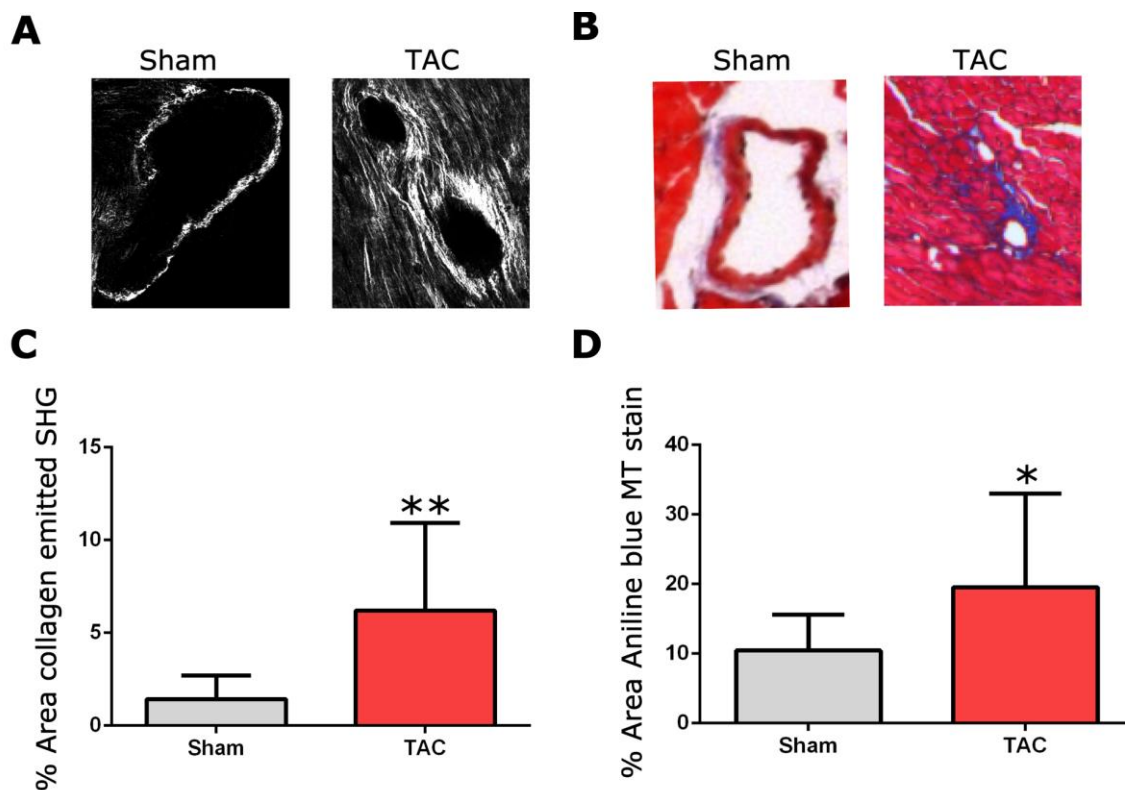 A
Sham
TAC
B
Sham
TAC
C
% Area collagen emitted SHG
15
10
5
0
**
Sham
TAC
D
% Area Aniline blue MT stain
40
30
20
10
0
*
Sham
TAC